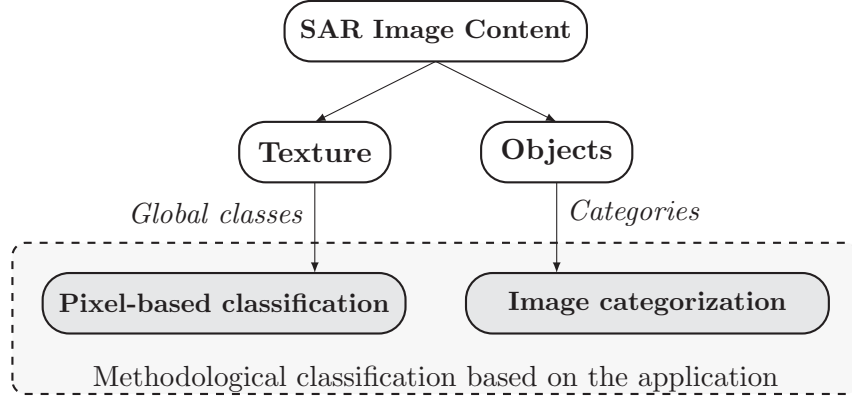 SAR Image Content
Texture
Objects
Global classes
Categories
Pixel-based classification
Image categorization
Methodological classification based on the application